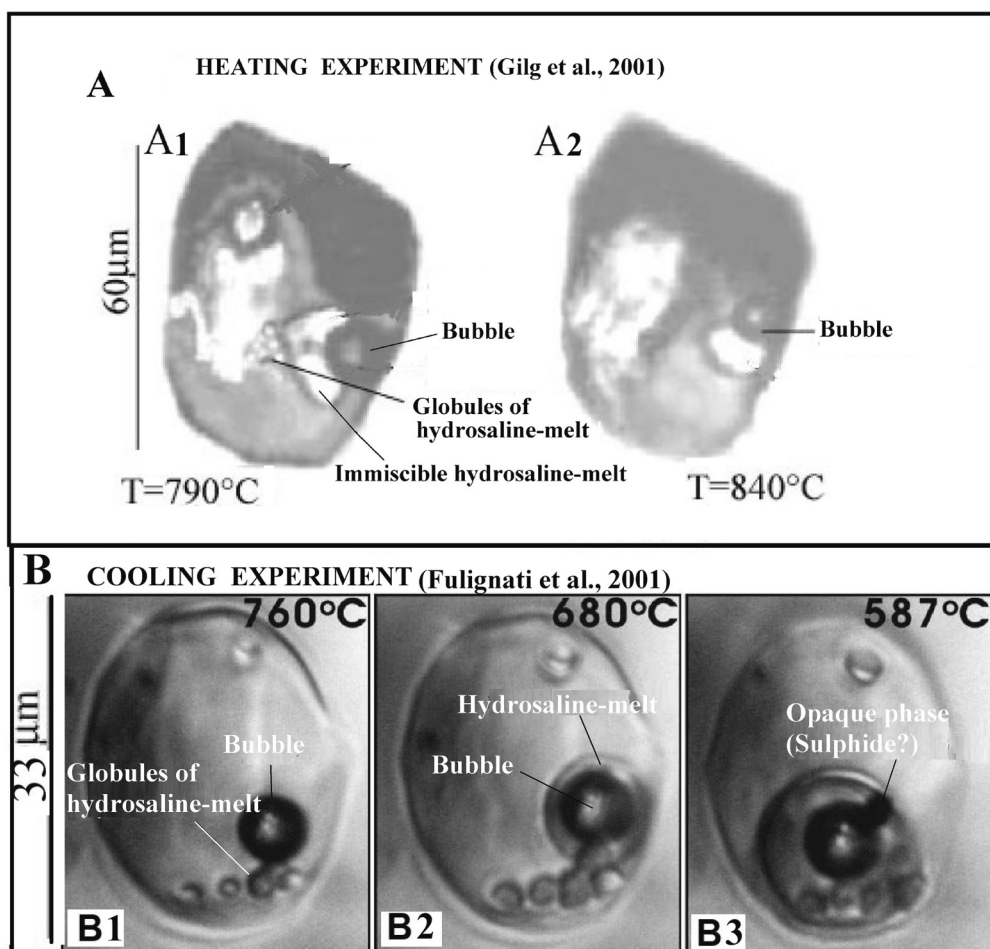 HEATING EXPERIMENT (Gilg et al., 2001)
A
A1
A2
60μm
Bubble
Bubble
Globules of
hydrosaline-melt
Immiscible hydrosaline-melt
T=790°C
T=840°C
B
COOLING EXPERIMENT (Fulignati et al., 2001)
760°C
680°C
587°C
33 μm
Bubble
Globules of
hydrosaline-melt
Hydrosaline-melt
Bubble
Opaque phase
(Sulphide?)
B1
B2
B3